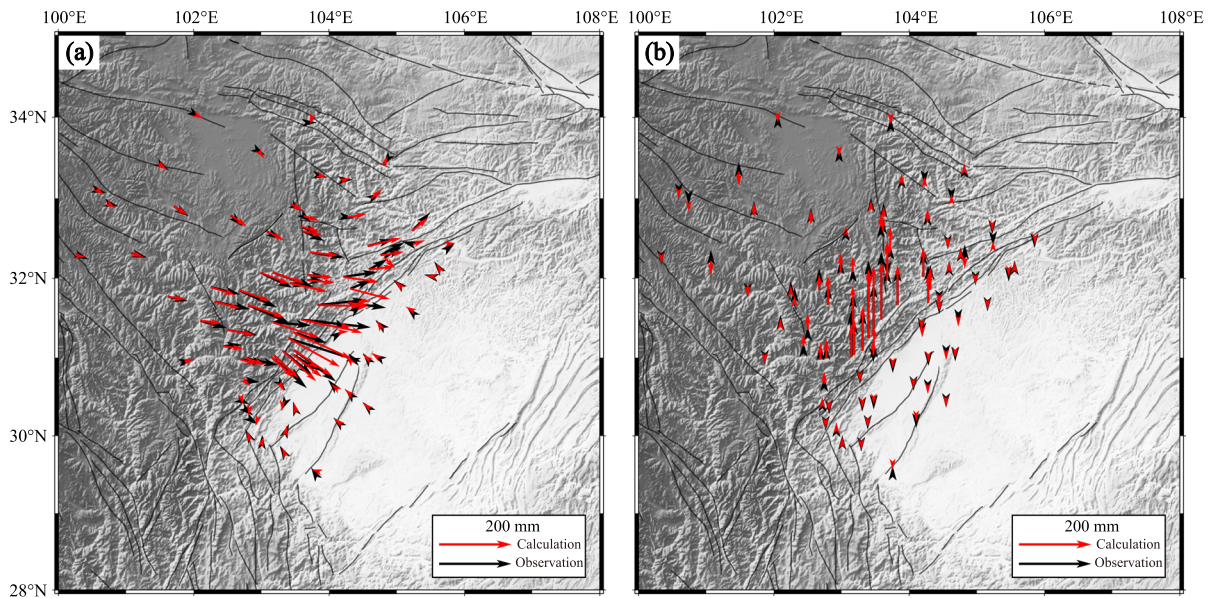 100°E 102°E 104°E 106°E 108°E 100°E 102°E 104°E 106°E 108°E
(a) (b)
34°N
32°N
30°N
28°N
200 mm 200 mm
Calculation Calculation
Observation Observation